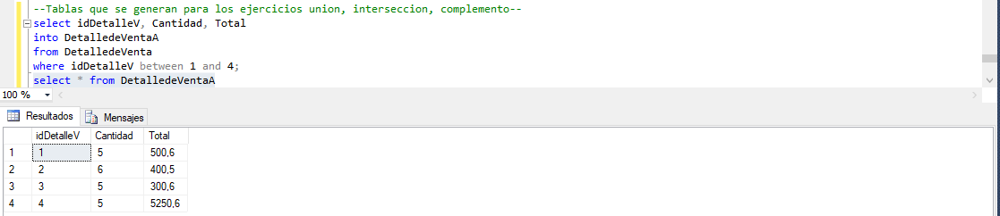 --Tablas que se generan para los ejercicios union, interseccion, complemento--
select idDetalleV, Cantidad, Total
into DetalledeVentaA
from DetalledeVenta
where idDetalleV between 1 and 4;
select * from DetalledeVentaA
100 %
Resultados Mensajes
idDetalleV Cantidad Total
1 1 5 500,6
2 2 6 400,5
3 3 5 300,6
4 4 5 5250,6